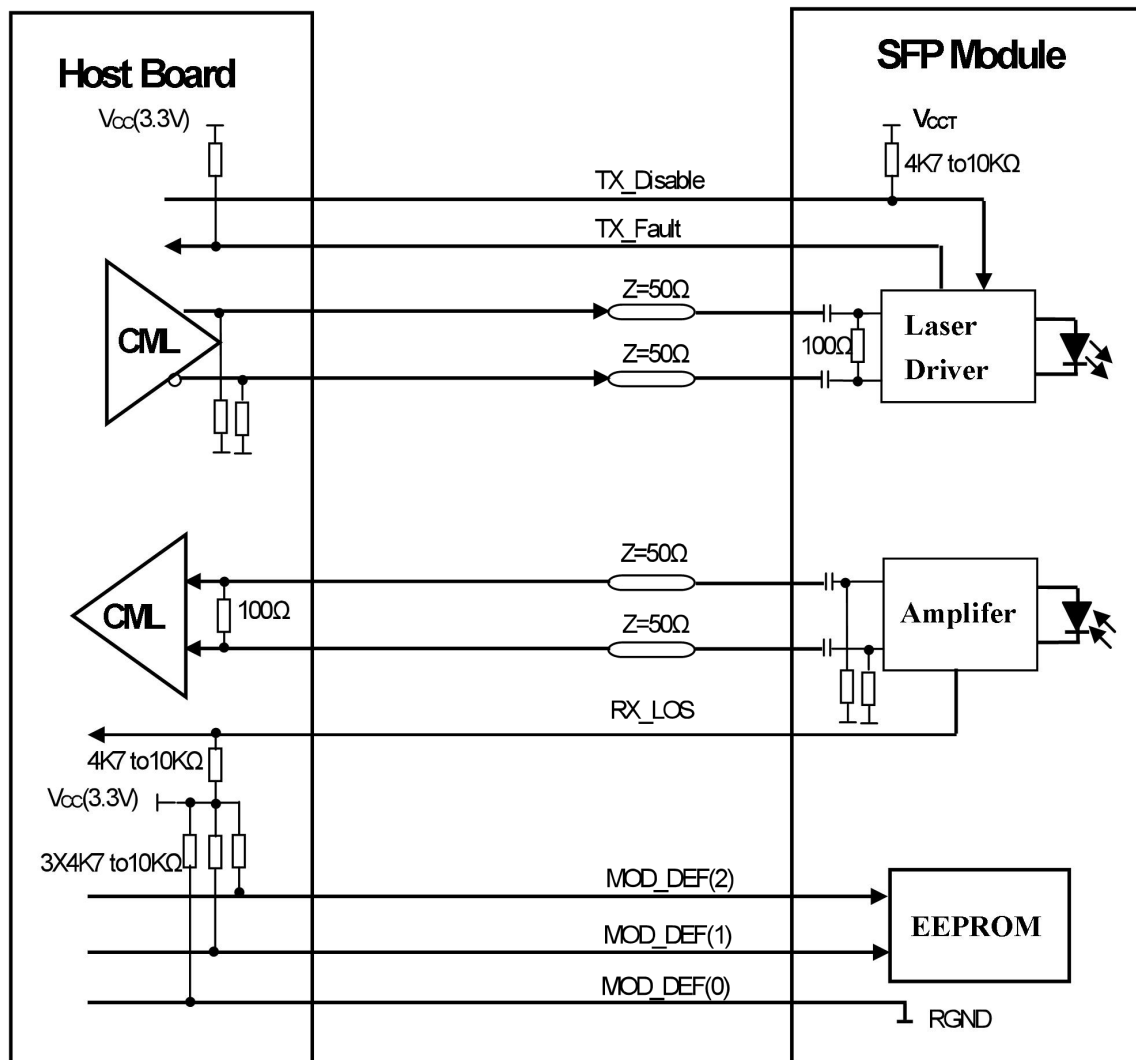 Host Board
SFP Module
VCC(3.3V)
VCCT
4K7 to10KΩ
TX_Disable
TX_Fault
CML
Z=50Ω
Z=50Ω
100Ω
Laser
Driver
CML
100Ω
Z=50Ω
Z=50Ω
Amplifer
RX_LOS
4K7 to10KΩ
VCC(3.3V)
3X4K7 to10KΩ
MOD_DEF(2)
MOD_DEF(1)
MOD_DEF(0)
EEPROM
RGND